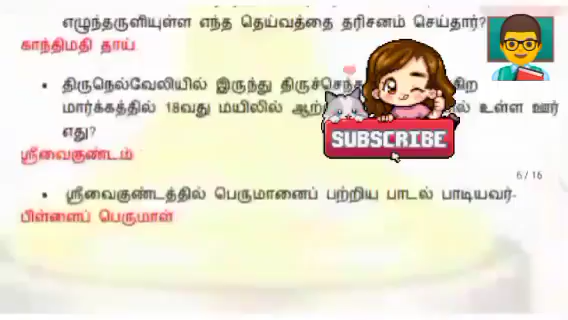 எழுந்தருளியுள்ள எந்த தெய்வத்தை தரிசனம் செய்தார்?
காந்திமதி தாய்
• திருநெல்வேலியில் இருந்து
மார்க்கத்தில் 18வது மயிலில் உள்ள ஊர்
எது?
ஸ்ரீவைகுண்டம்
SUBSCRIBE
6 / 16
• ஸ்ரீவைகுண்டத்தில் பெருமானைப் பற்றிய பாடல் பாடியவர்-
பிள்ளைப் பெருமாள்